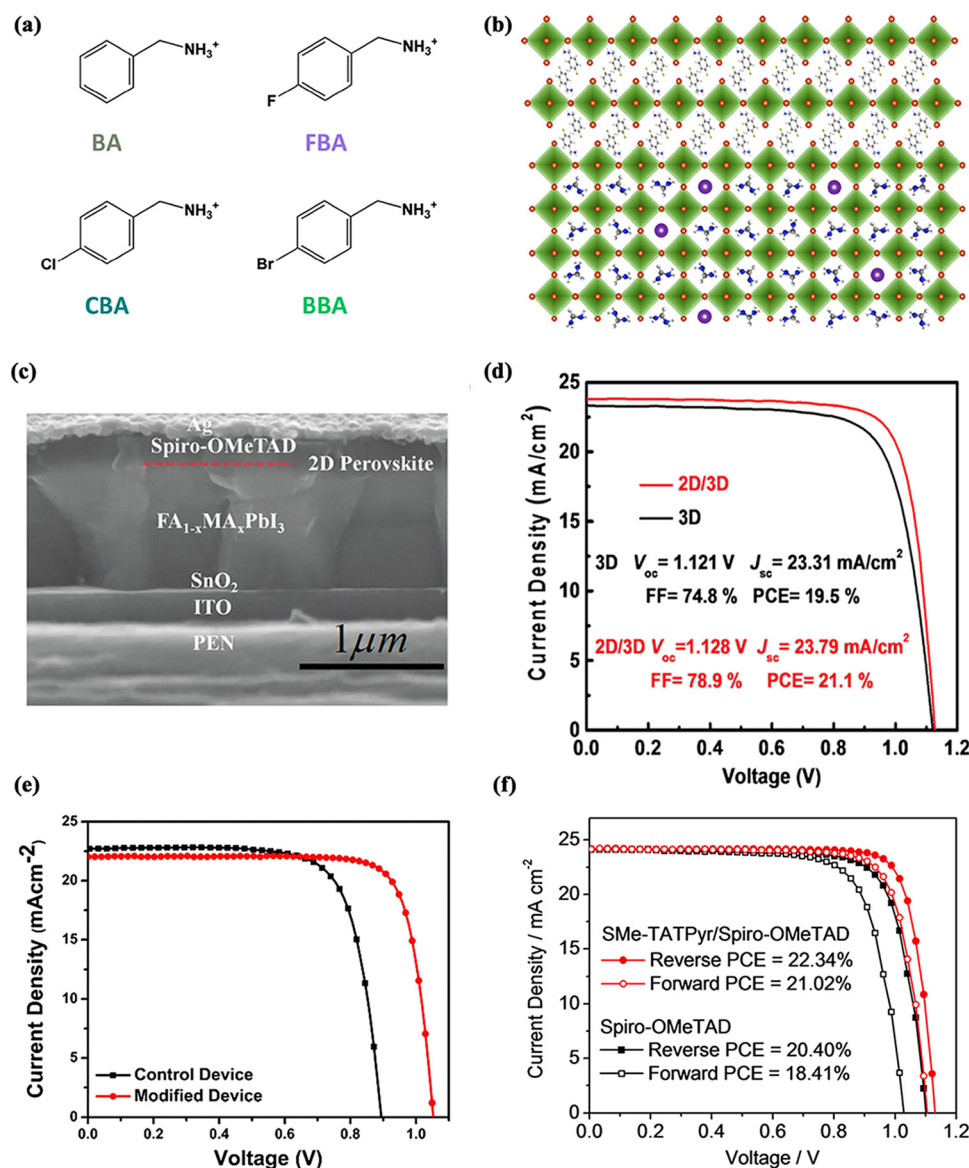 (a)
NH3+
NH3+
F
BA
FBA
NH3+
NH3+
Cl
Br
CBA
BBA
(b)
(c)
Ag
Spiro-OMeTAD
2D Perovskite
FA1-xMAxPbI3
SnO2
ITO
PEN
1μm
(d)
Current Density (mA/cm2)
25
20
15
10
5
0
2D/3D
3D
3D Voc= 1.121 V Jsc= 23.31 mA/cm2
FF= 74.8 % PCE= 19.5 %
2D/3D Voc=1.128 V Jsc= 23.79 mA/cm2
FF= 78.9 % PCE= 21.1 %
0.0 0.2 0.4 0.6 0.8 1.0 1.2
Voltage (V)
(e)
Current Density (mAcm-2)
25
20
15
10
5
0
Control Device
Modified Device
0.0 0.2 0.4 0.6 0.8 1.0
Voltage (V)
(f)
Current Density / mA cm-2
30
25
20
15
10
5
0
SMe-TATPyr/Spiro-OMeTAD
Reverse PCE = 22.34%
Forward PCE = 21.02%
Spiro-OMeTAD
Reverse PCE = 20.40%
Forward PCE = 18.41%
0.0 0.2 0.4 0.6 0.8 1.0 1.2
Voltage / V